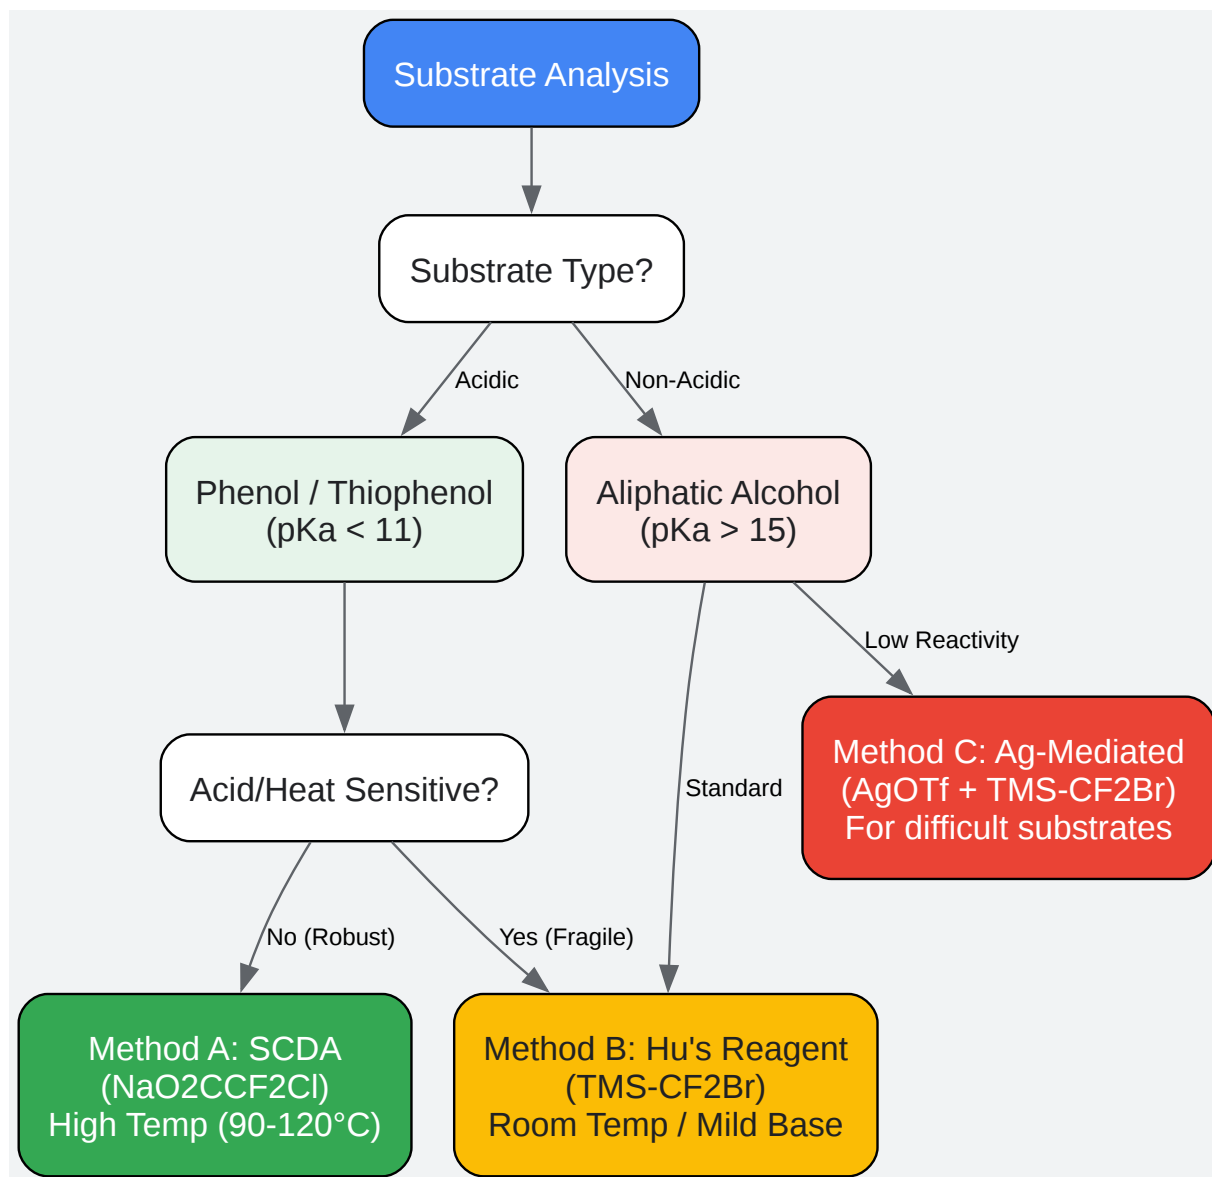 Substrate Analysis
Substrate Type?
Acidic
Non-Acidic
Phenol / Thiophenol
(pKa < 11)
Aliphatic Alcohol
(pKa > 15)
Low Reactivity
Acid/Heat Sensitive?
Standard
Method C: Ag-Mediated
(AgOTf + TMS-CF2Br)
For difficult substrates
No (Robust)
Yes (Fragile)
Method A: SCDA
(NaO2CCF2Cl)
High Temp (90-120°C)
Method B: Hu's Reagent
(TMS-CF2Br)
Room Temp / Mild Base